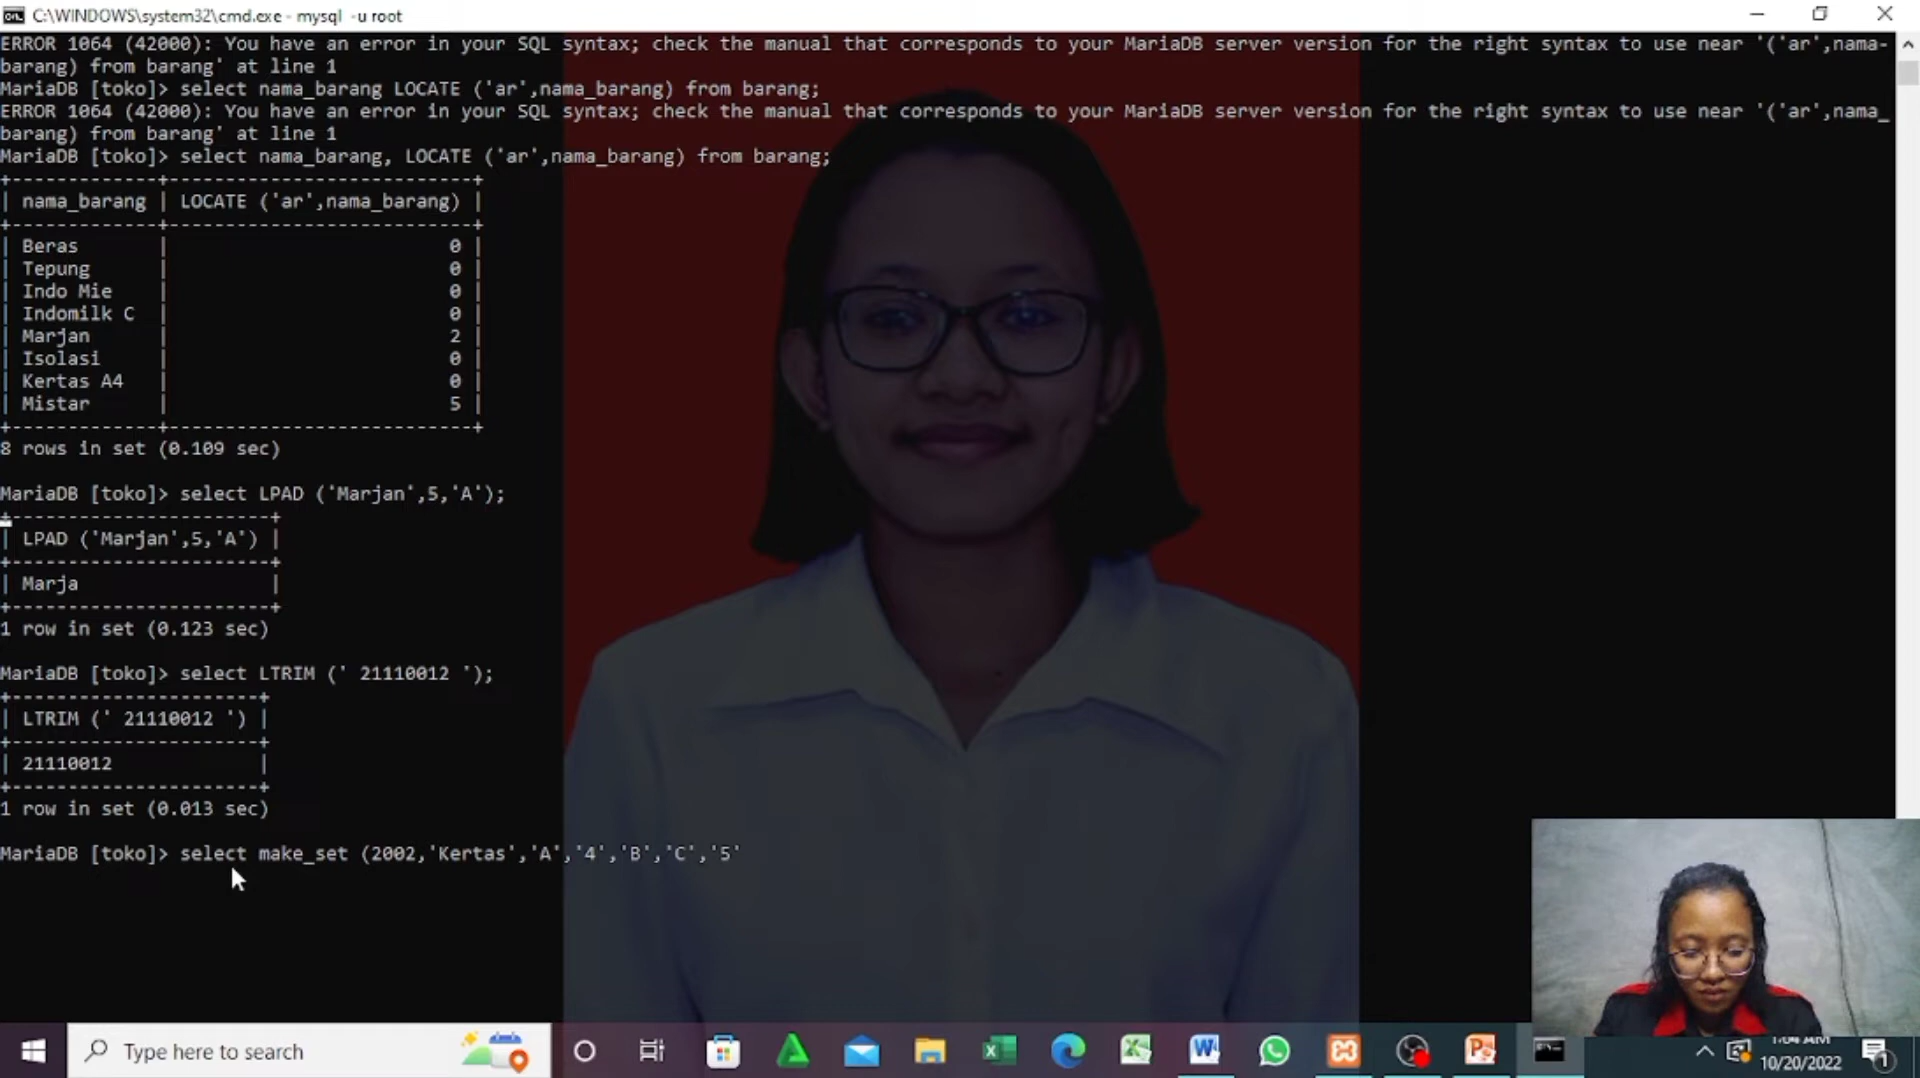 C:\WINDOWS\system32\cmd.exe - mysql -u root
ERROR 1064 (42000): You have an error in your SQL syntax; check the manual that corresponds to your MariaDB server version for the right syntax to use near '('ar',nama-
barang) from barang' at line 1
MariaDB [toko]> select nama_barang LOCATE ('ar',nama_barang) from barang;
ERROR 1064 (42000): You have an error in your SQL syntax; check the manual that corresponds to your MariaDB server version for the right syntax to use near '('ar',nama_
barang) from barang' at line 1
MariaDB [toko]> select nama_barang, LOCATE ('ar',nama_barang) from barang;
+-------------+---------------------------+
| nama_barang | LOCATE ('ar',nama_barang) |
+-------------+---------------------------+
| Beras       |                         0 |
| Tepung      |                         0 |
| Indo Mie    |                         0 |
| Indomilk C  |                         0 |
| Marjan      |                         2 |
| Isolasi     |                         0 |
| Kertas A4   |                         0 |
| Mistar      |                         5 |
+-------------+---------------------------+
8 rows in set (0.109 sec)
MariaDB [toko]> select LPAD ('Marjan',5,'A');
+-----------------------+
| LPAD ('Marjan',5,'A') |
+-----------------------+
| Marja                 |
+-----------------------+
1 row in set (0.123 sec)
MariaDB [toko]> select LTRIM (' 21110012 ');
+----------------------+
| LTRIM (' 21110012 ') |
+----------------------+
| 21110012             |
+----------------------+
1 row in set (0.013 sec)
MariaDB [toko]> select make_set (2002,'Kertas','A','4','B','C','5'
Type here to search
10/20/2022
1